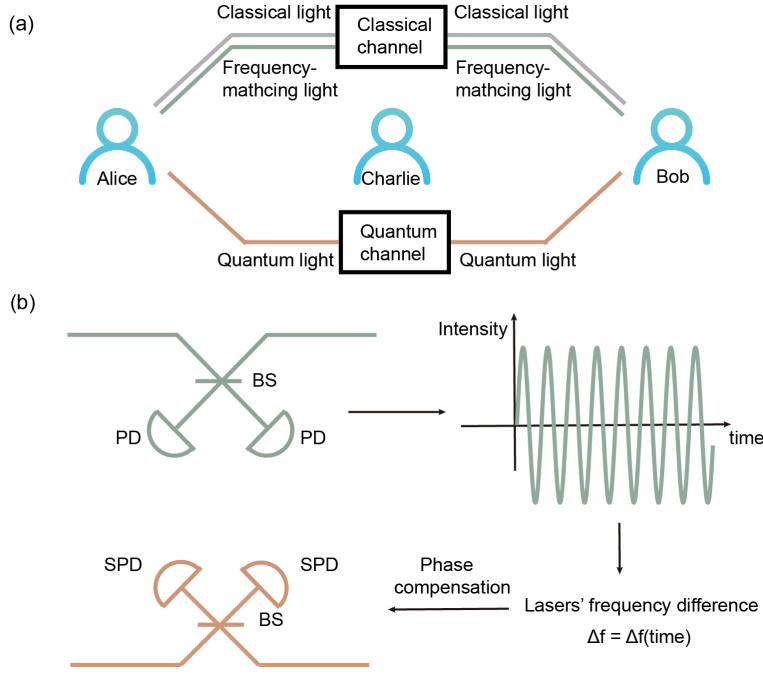 (a)
Classical light
Classical
channel
Classical light
Frequency-
mathcing light
Frequency-
mathcing light
Alice
Charlie
Bob
Quantum
channel
Quantum light
Quantum light
(b)
Intensity
BS
PD
PD
time
SPD
SPD
BS
Phase
compensation
Lasers' frequency difference
Δf = Δf(time)